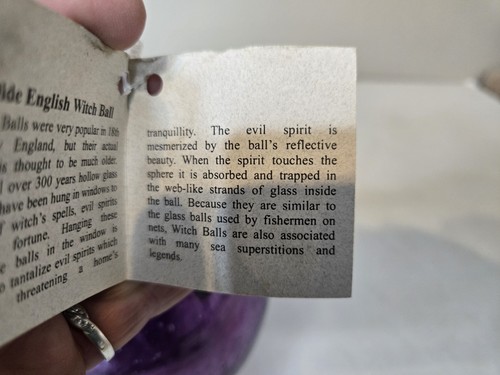 lde English Witch Ball
Balls were very popular in 18th
England, but their actual
is thought to be much older.
over 300 years hollow glass
have been hung in windows to
witch's spells, evil spirits
fortune. Hanging these
balls in the window is
tantalize evil spirits which
threatening a home's
tranquillity. The evil spirit is
mesmerized by the ball's reflective
beauty. When the spirit touches the
sphere it is absorbed and trapped in
the web-like strands of glass inside
the ball. Because they are similar to
the glass balls used by fishermen on
nets, Witch Balls are also associated
with many sea superstitions and
legends.